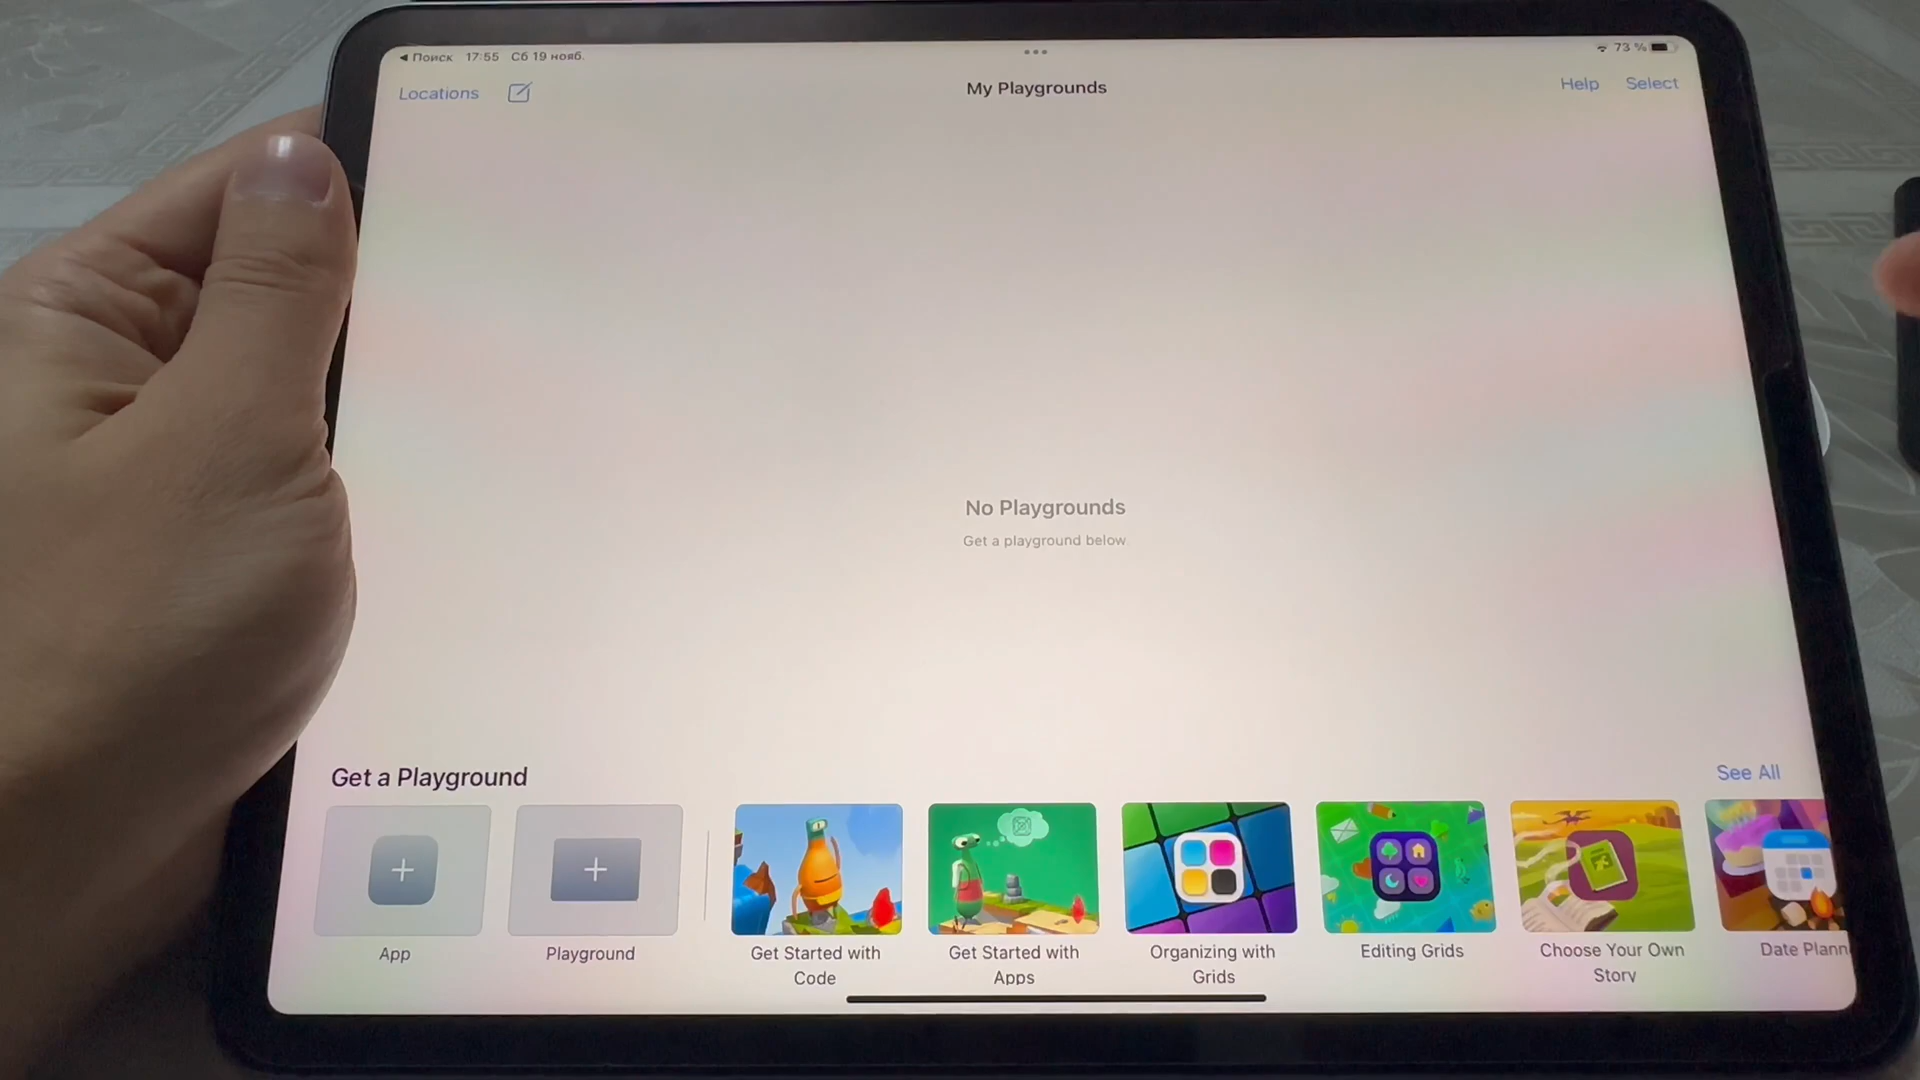 ◀ Поиск 17:55 Сб 19 нояб.
73 %
Locations
My Playgrounds
Help Select
No Playgrounds
Get a playground below
Get a Playground
See All
App
Playground
Get Started with
Code
Get Started with
Apps
Organizing with
Grids
Editing Grids
Choose Your Own
Story
Date Plann